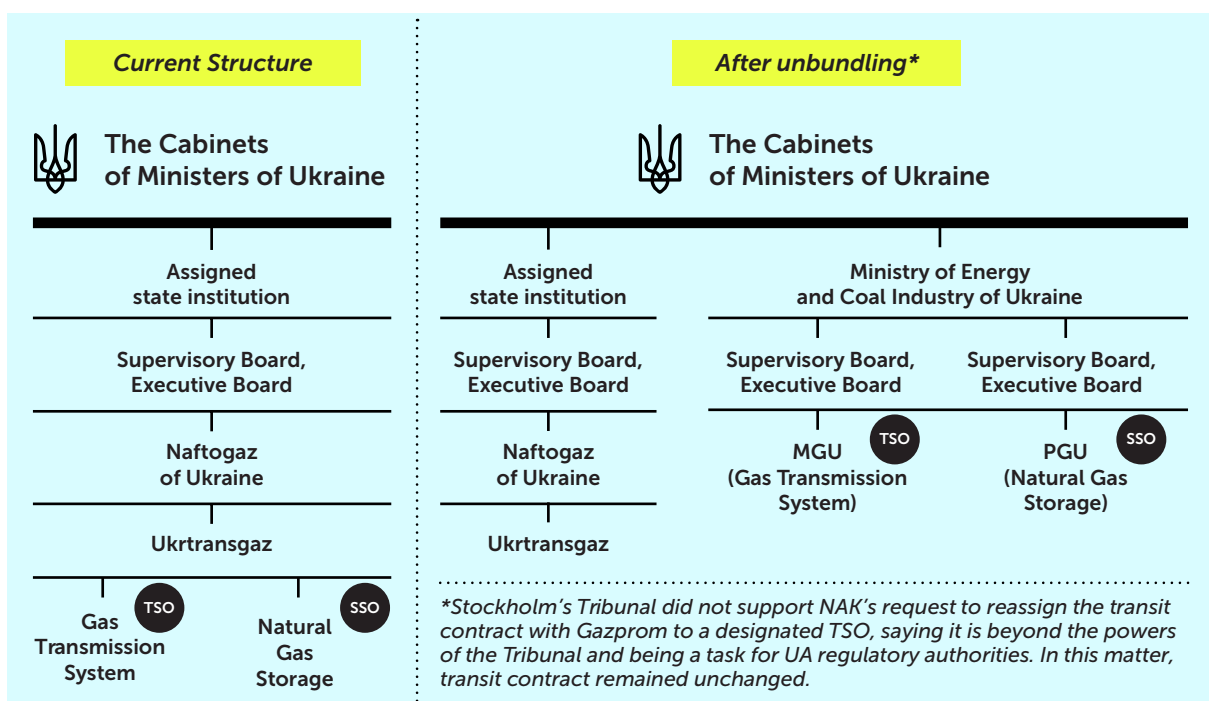 Current Structure
The Cabinets
of Ministers of Ukraine
Assigned
state institution
Supervisory Board,
Executive Board
Naftogaz
of Ukraine
Ukrtransgaz
Gas
Transmission
System
TSO
Natural
Gas
Storage
SSO
After unbundling*
The Cabinets
of Ministers of Ukraine
Assigned
state institution
Supervisory Board,
Executive Board
Naftogaz
of Ukraine
Ukrtransgaz
Ministry of Energy
and Coal Industry of Ukraine
Supervisory Board,
Executive Board
MGU
(Gas Transmission
System)
TSO
Supervisory Board,
Executive Board
PGU
(Natural Gas
Storage)
SSO
*Stockholm's Tribunal did not support NAK's request to reassign the transit
contract with Gazprom to a designated TSO, saying it is beyond the powers
of the Tribunal and being a task for UA regulatory authorities. In this matter,
transit contract remained unchanged.